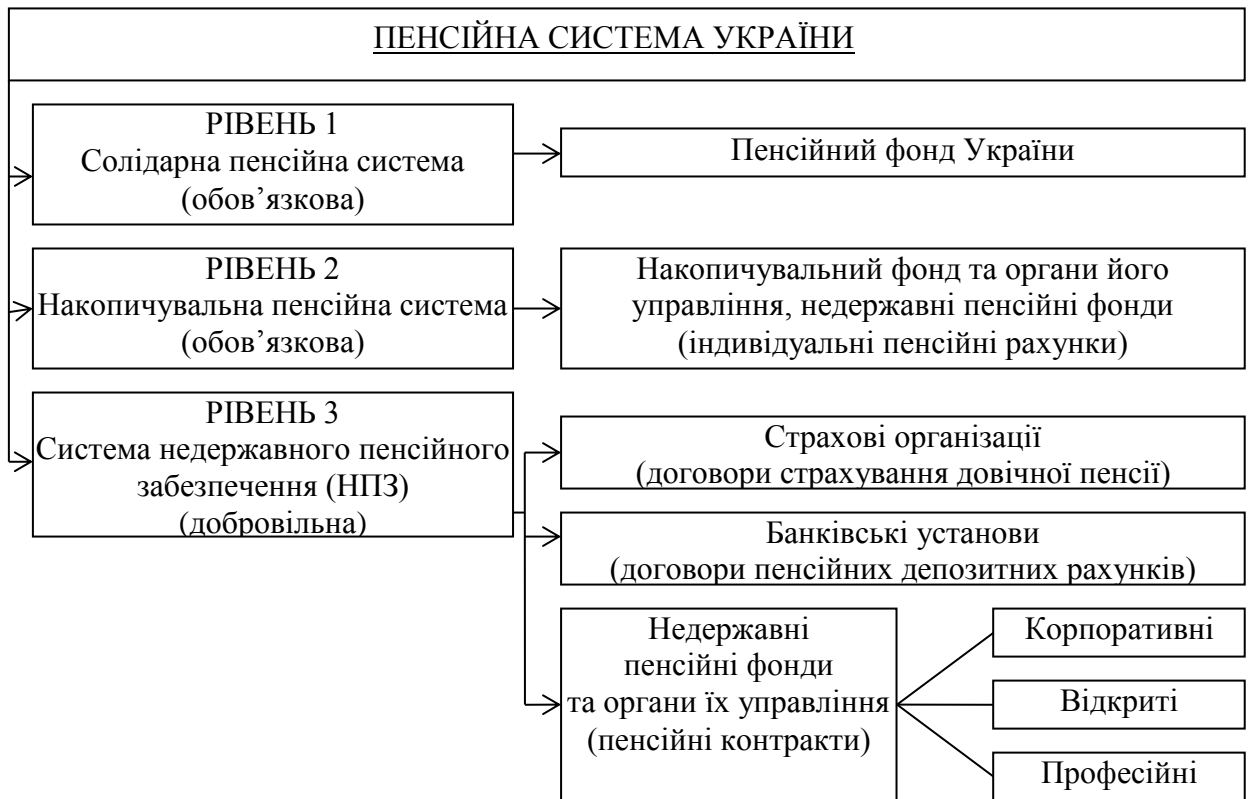 ПЕНСІЙНА СИСТЕМА УКРАЇНИ
РІВЕНЬ 1
Солідарна пенсійна система
(обов’язкова)
Пенсійний фонд України
РІВЕНЬ 2
Накопичувальна пенсійна система
(обов’язкова)
Накопичувальний фонд та органи його
управління, недержавні пенсійні фонди
(індивідуальні пенсійні рахунки)
РІВЕНЬ 3
Система недержавного пенсійного
забезпечення (НПЗ)
(добровільна)
Страхові організації
(договори страхування довічної пенсії)
Банківські установи
(договори пенсійних депозитних рахунків)
Недержавні
пенсійні фонди
та органи їх управління
(пенсійні контракти)
Корпоративні
Відкриті
Професійні